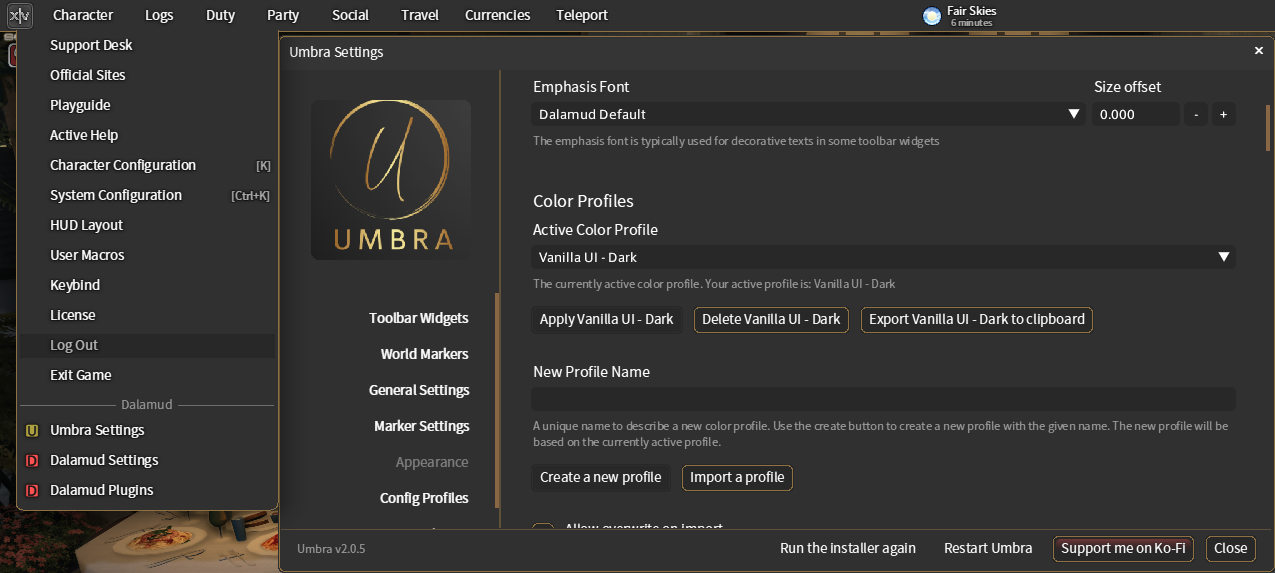 XIV
Character
Logs
Duty
Party
Social
Travel
Currencies
Teleport
Fair Skies
6 minutes
Support Desk
Official Sites
Playguide
Active Help
Character Configuration [K]
System Configuration [Ctrl+K]
HUD Layout
User Macros
Keybind
License
Log Out
Exit Game
Dalamud
U Umbra Settings
D Dalamud Settings
D Dalamud Plugins
Umbra Settings
U
UMBRA
Toolbar Widgets
World Markers
General Settings
Marker Settings
Appearance
Config Profiles
Emphasis Font
Size offset
Dalamud Default
0.000
-
+
The emphasis font is typically used for decorative texts in some toolbar widgets
Color Profiles
Active Color Profile
Vanilla UI - Dark
The currently active color profile. Your active profile is: Vanilla UI - Dark
Apply Vanilla UI - Dark
Delete Vanilla UI - Dark
Export Vanilla UI - Dark to clipboard
New Profile Name
A unique name to describe a new color profile. Use the create button to create a new profile with the given name. The new profile will be
based on the currently active profile.
Create a new profile
Import a profile
Allow overwrite on import
Umbra v2.0.5
Run the installer again
Restart Umbra
Support me on Ko-Fi
Close